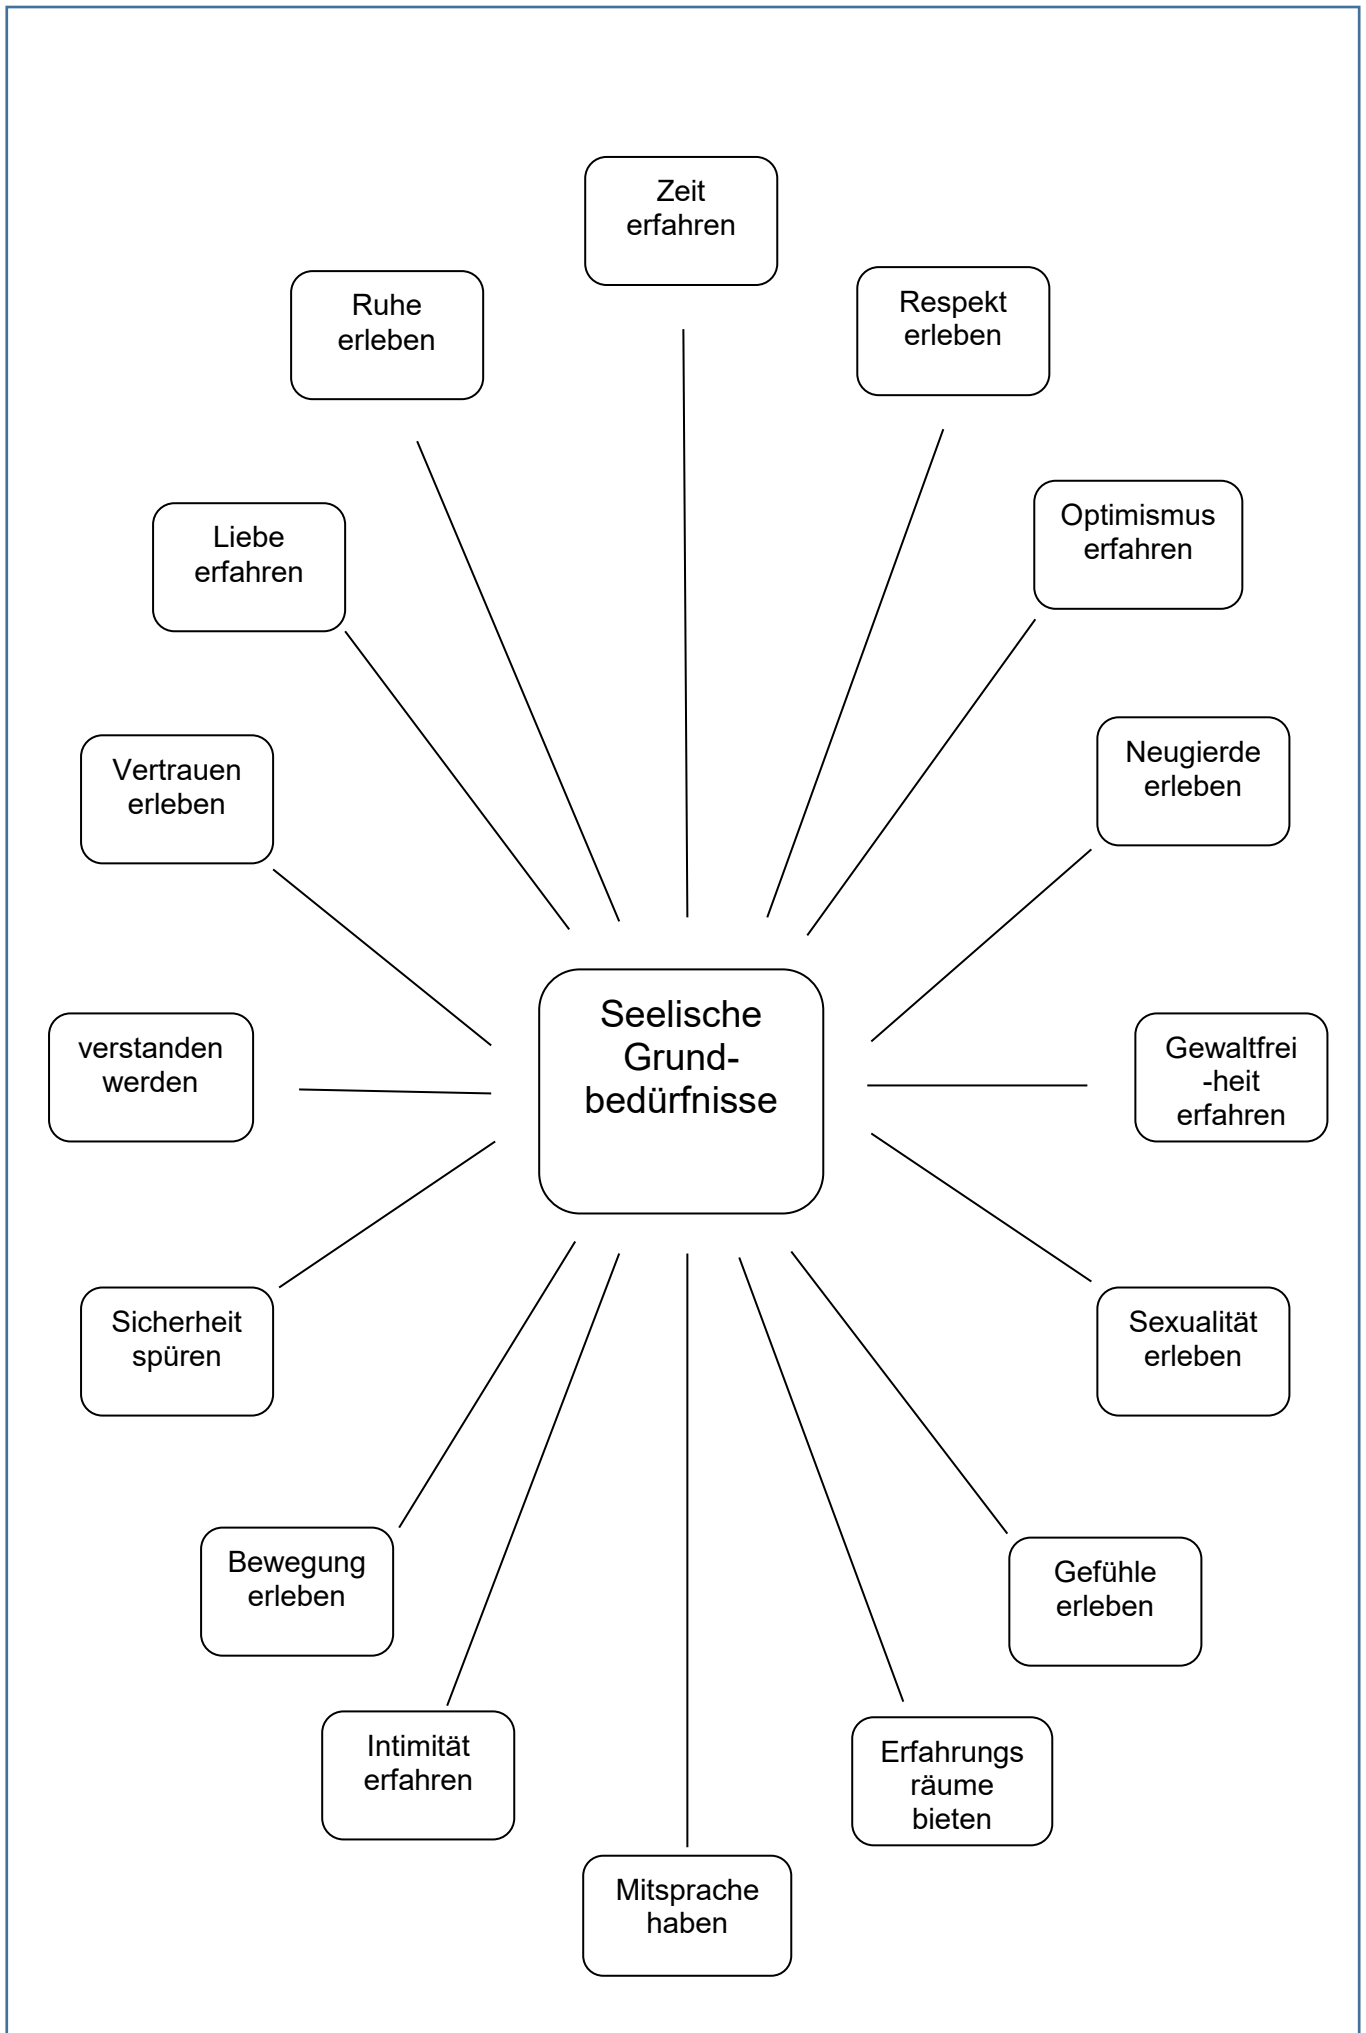 Zeit
erfahren
Ruhe
erleben
Respekt
erleben
Optimismus
erfahren
Liebe
erfahren
Neugierde
erleben
Vertrauen
erleben
Seelische
Grund-
bedürfnisse
verstanden
werden
Gewaltfrei
-heit
erfahren
Sicherheit
spüren
Sexualität
erleben
Bewegung
erleben
Gefühle
erleben
Intimität
erfahren
Erfahrungs
räume
bieten
Mitsprache
haben